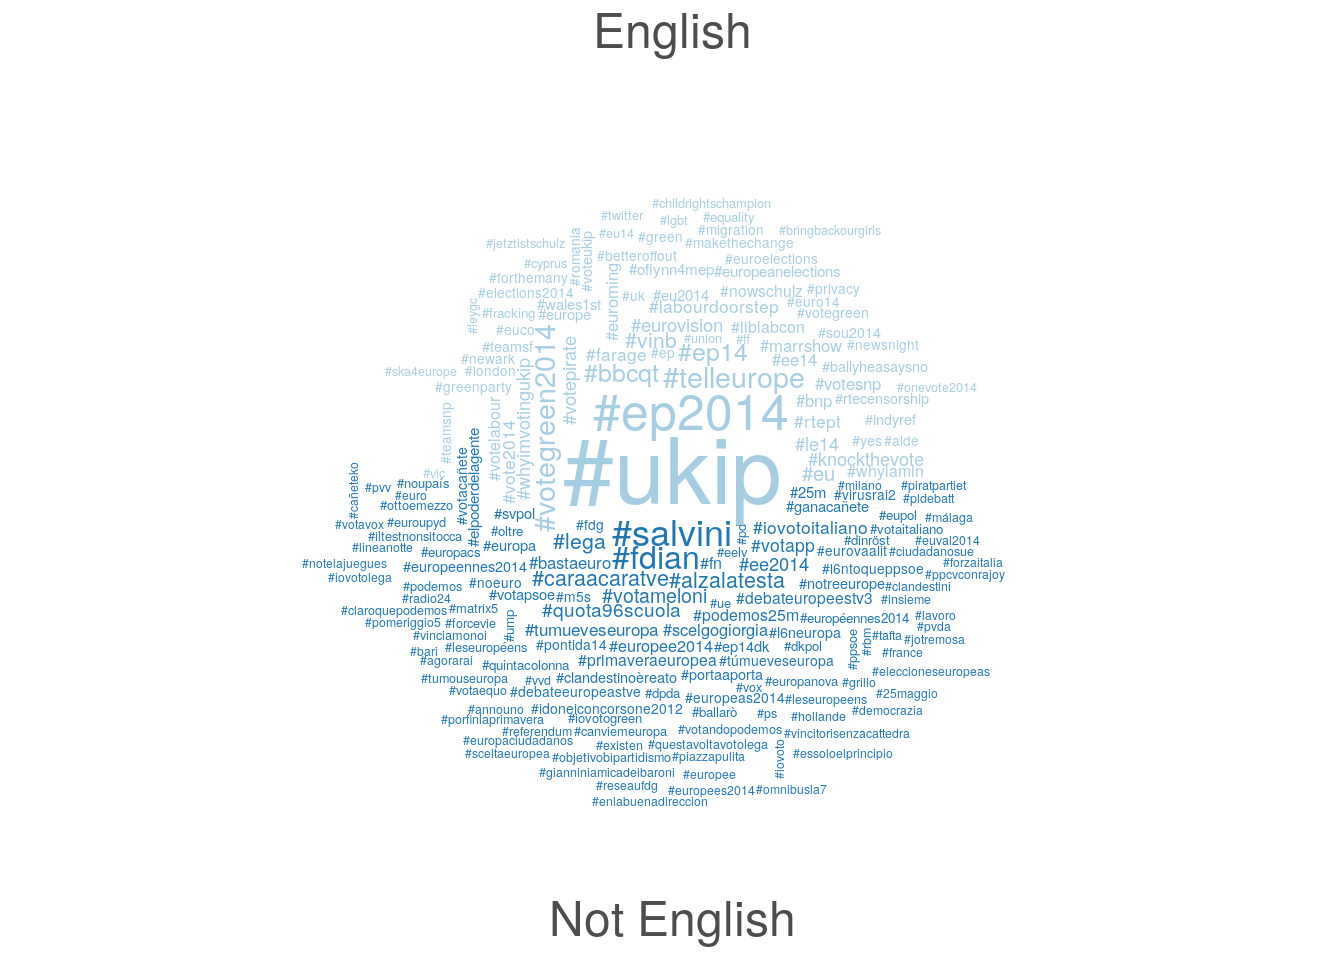 English
#childrightschampion
#twitter #lgbt #equality
#eu14 #green #migration #bringbackourgirls
#jetztistschulz #romania #voteukip #makethechange
#cyprus #betteroffout #euroelections
#forthemany #euroming #oflynn4mep #europeanelections
#elections2014 #uk #eu2014 #nowschulz #privacy
#leygc #fracking #wales1st #europe #labourdoorstep #euro14 #votegreen
#euco #eurovision #llblabcon #sou2014
#teamsf #vinb #union #ff #marrshow #newsnight
#newark #votepirate #farage #ep #ep14 #ee14 #ballyheasaysno
#ska4europe #london #bbcqt #telleurope #votesnp #onevote2014
#greenparty #whyimvotingukip #votegreen2014 #bnp #rtecensorship
#teamsnp #votelabour #vote2014 #ep2014 #rtept #indyref
#le14 #yes #alde
#knockthevote
#vic #ukip #eu #whyiamin
#cañeteko #pvv #noupaís #votacañete #elpoderdelagente #milano #piratpartiet
#euro #25m #virusrai2 #pldebatt
#ottoemezzo #svpol #ganacañete #eupol #málaga
#votavox #eurouypd #oltre #fdg #salvini #pd #iovotoitaliano #votaitaliano
#iltestnonsitocca #lega #votapp #dinröst #euval2014
#lineanotte #europacs #europa #fdian #eelv #eurovaalit #ciudadanosue
#notelajuegues #europeennes2014 #bastaeuro #fn #ee2014 #l6ntoqueppsoe #forzaitalia
#iovotolega #noeuro #caraacaratve #alzalatesta #notreeurope #ppcvconrajoy
#podemos #clandestini
#radio24 #votapsoe #m5s #votameloni #ue #debateuropeestv3 #insieme
#claroquepodemos #matrix5 #quota96scuola #podemos25m #européennes2014 #lavoro
#pomeriggio5 #forcevie #ump #tumueveseuropa #scelgogiorgia #l6neuropa #pvda
#vinciamonoi #tafta #jotremosa
#bari #leseuropéens #pontida14 #europee2014 #ep14dk #dkpol #ppsoe #rbm #france
#agorarai #quintacolonna #primaveraeuropea #túmueveseuropa
#tumouseuropa #vvd #clandestinoèreato #portaaporta #europanova #grillo #eleccioneseuropeas
#votaequo #debateeuropeastve #dpda #vox #europeas2014 #leseuropeens #25maggio
#announo #idoneiconcorsone2012 #ballarò #ps #hollande #democrazia
#porfinlaprimavera #iovotogreen
#referendum #canviemeuropa #votandopodemos #vincitorisenzacattedra
#europaciudadanos #existen #questavoltavotolega
#sceltaeuropea #objetivobipartidismo #piazzapulita #iovoto #essoloelprincipio
#gianniniamicadeibaroni #europee
#reseaufdg #europees2014 #omnibusla7
#enlabuenadireccion
Not English